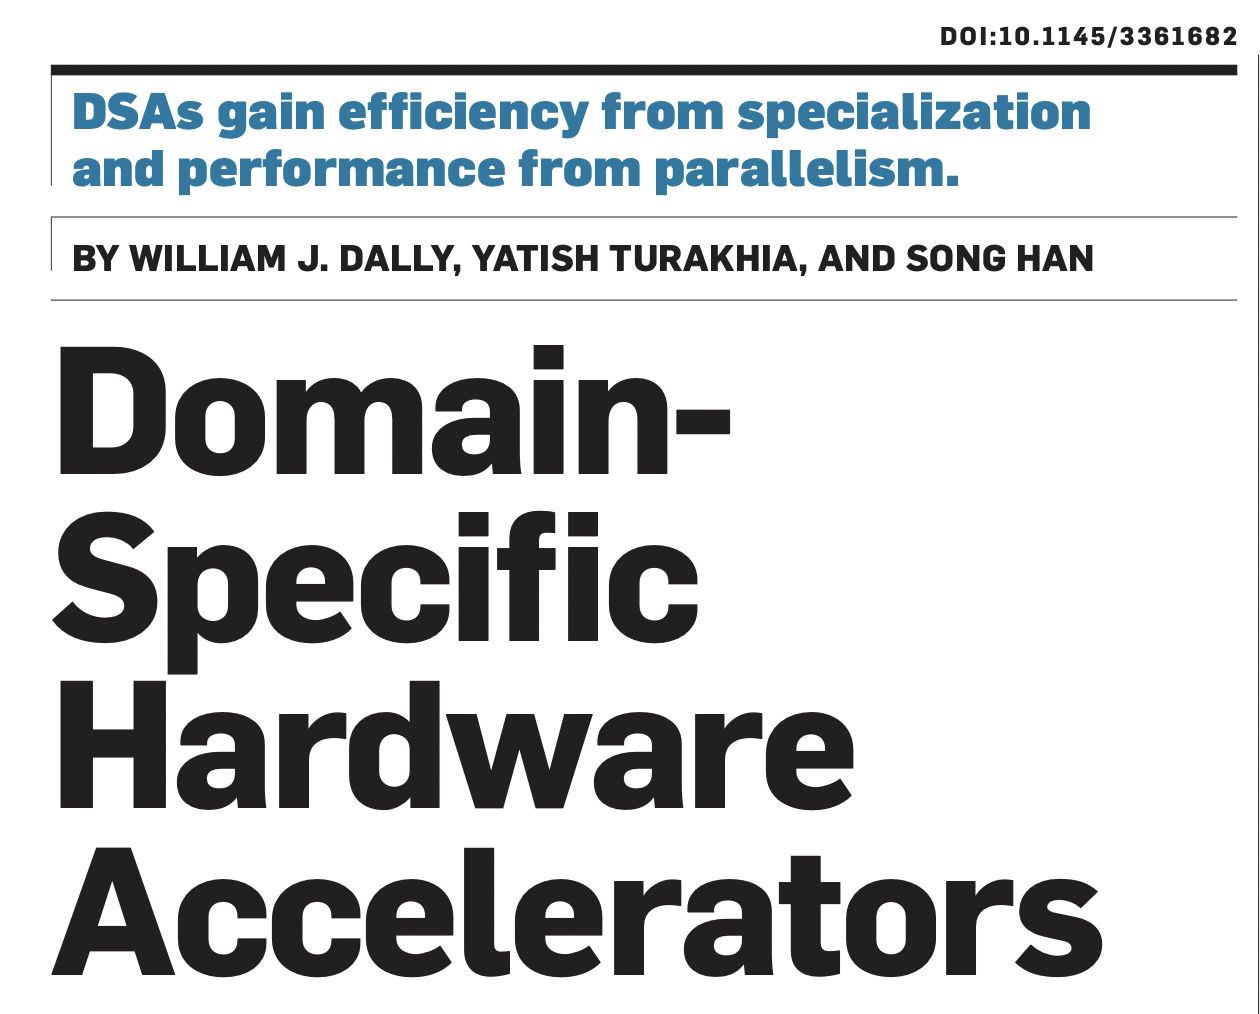 DOI:10.1145/3361682
DSAs gain efficiency from specialization
and performance from parallelism.
BY WILLIAM J. DALLY, YATISH TURAKHIA, AND SONG HAN
Domain-
Specific
Hardware
Accelerators